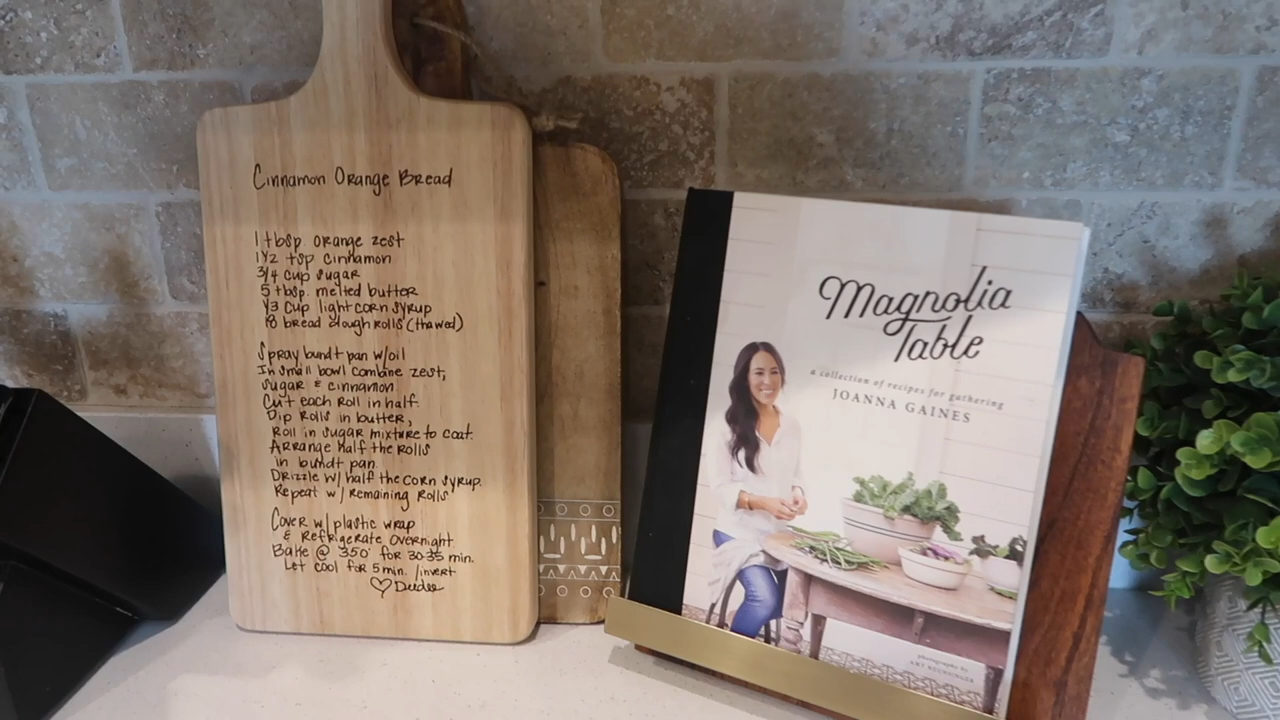 Cinnamon Orange Bread
1 tbsp. orange zest
1 1/2 tsp cinnamon
3/4 cup sugar
5 tbsp. melted butter
1/3 cup light corn syrup
18 bread dough rolls (thawed)
Spray bundt pan w/oil
In small bowl combine zest,
sugar & cinnamon.
Cut each roll in half.
Dip rolls in butter,
Roll in sugar mixture to coat.
Arrange half the rolls
in bundt pan.
Drizzle w/ half the corn syrup.
Repeat w/ remaining rolls
Cover w/ plastic wrap
& Refrigerate overnight
Bake @ 350° for 30-35 min.
Let cool for 5 min. /invert
♡ Deedee
Magnolia
Table
a collection of recipes for gathering
JOANNA GAINES
photography by